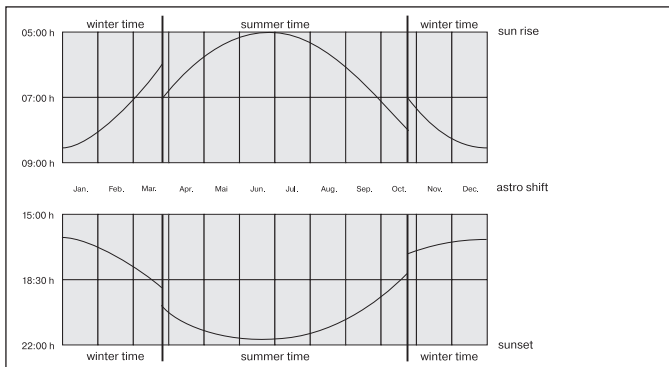 winter time summer time winter time
05:00 h sun rise
07:00 h
09:00 h
Jan. Feb. Mar. Apr. Mai Jun. Jul. Aug. Sep. Oct. Nov. Dec. astro shift
15:00 h
18:30 h
22:00 h sunset
winter time summer time winter time